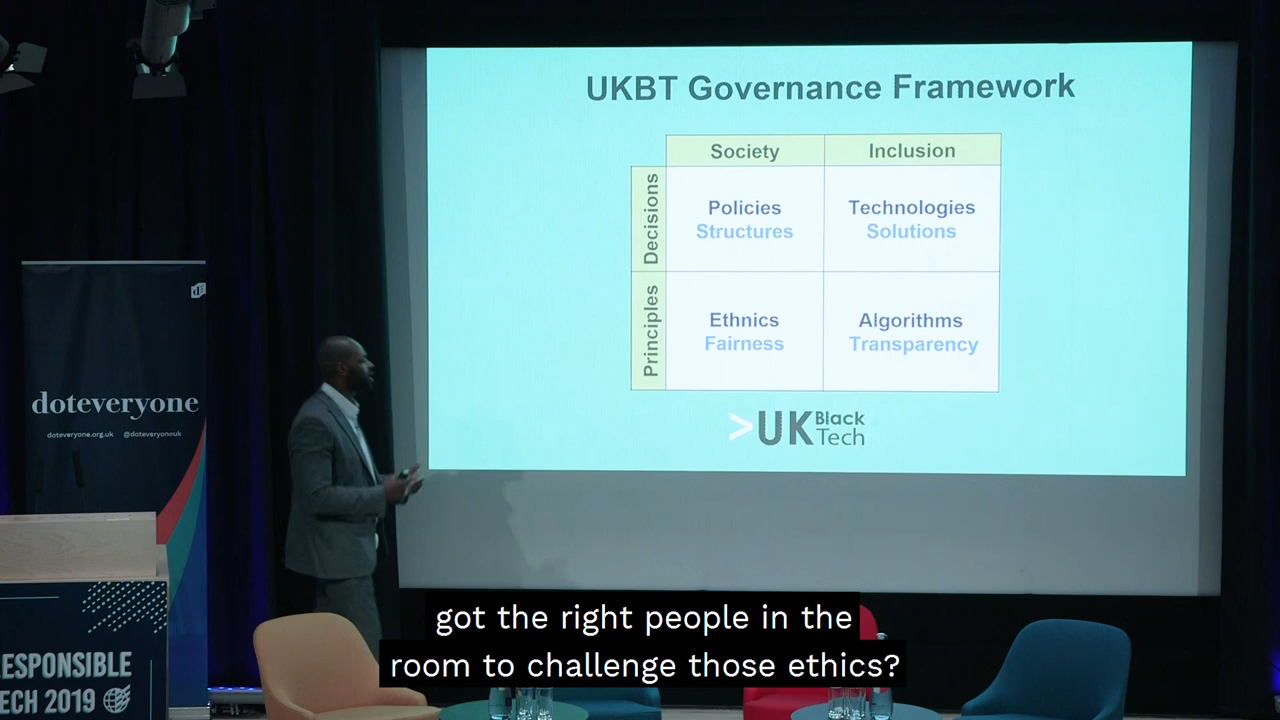 UKBT Governance Framework
Society Inclusion
Decisions
Policies Technologies
Structures Solutions
Principles
Ethnics Algorithms
Fairness Transparency
>UK Black Tech
doteveryone
doteveryone.org.uk @doteveryoneuk
ESPONSIBLE
ECH 2019
got the right people in the
room to challenge those ethics?